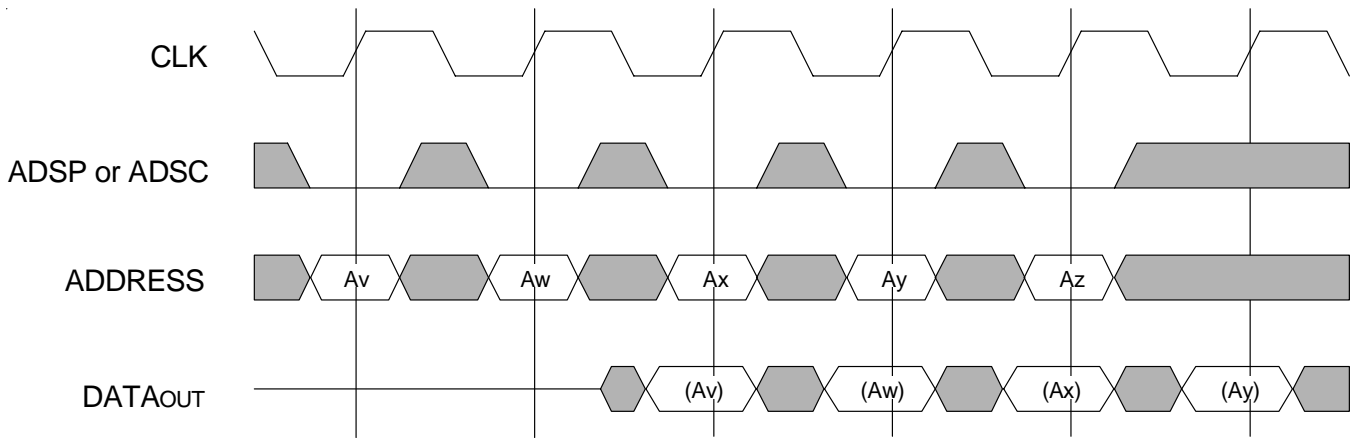 CLK
ADSP or ADSC
ADDRESS Av Aw Ax Ay Az
DATAOUT (Av) (Aw) (Ax) (Ay)